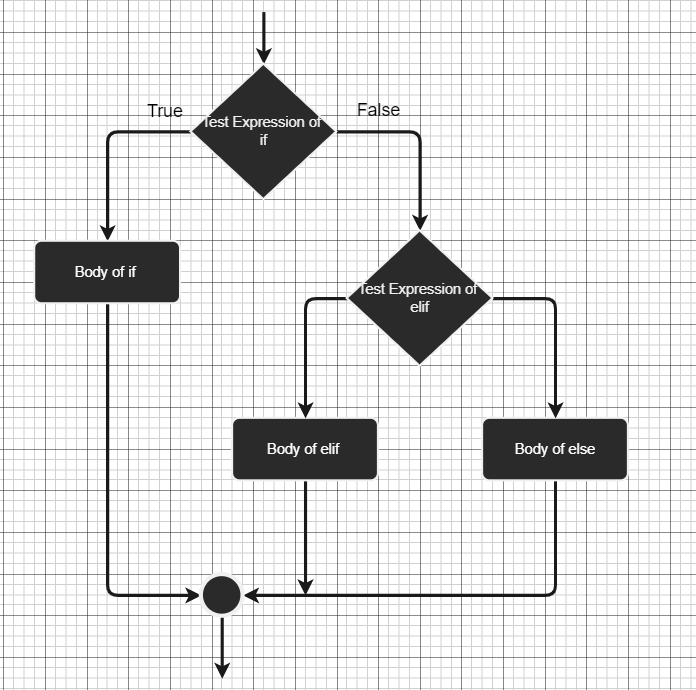 True
False
Test Expression of
if
Body of if
Test Expression of
elif
Body of elif
Body of else